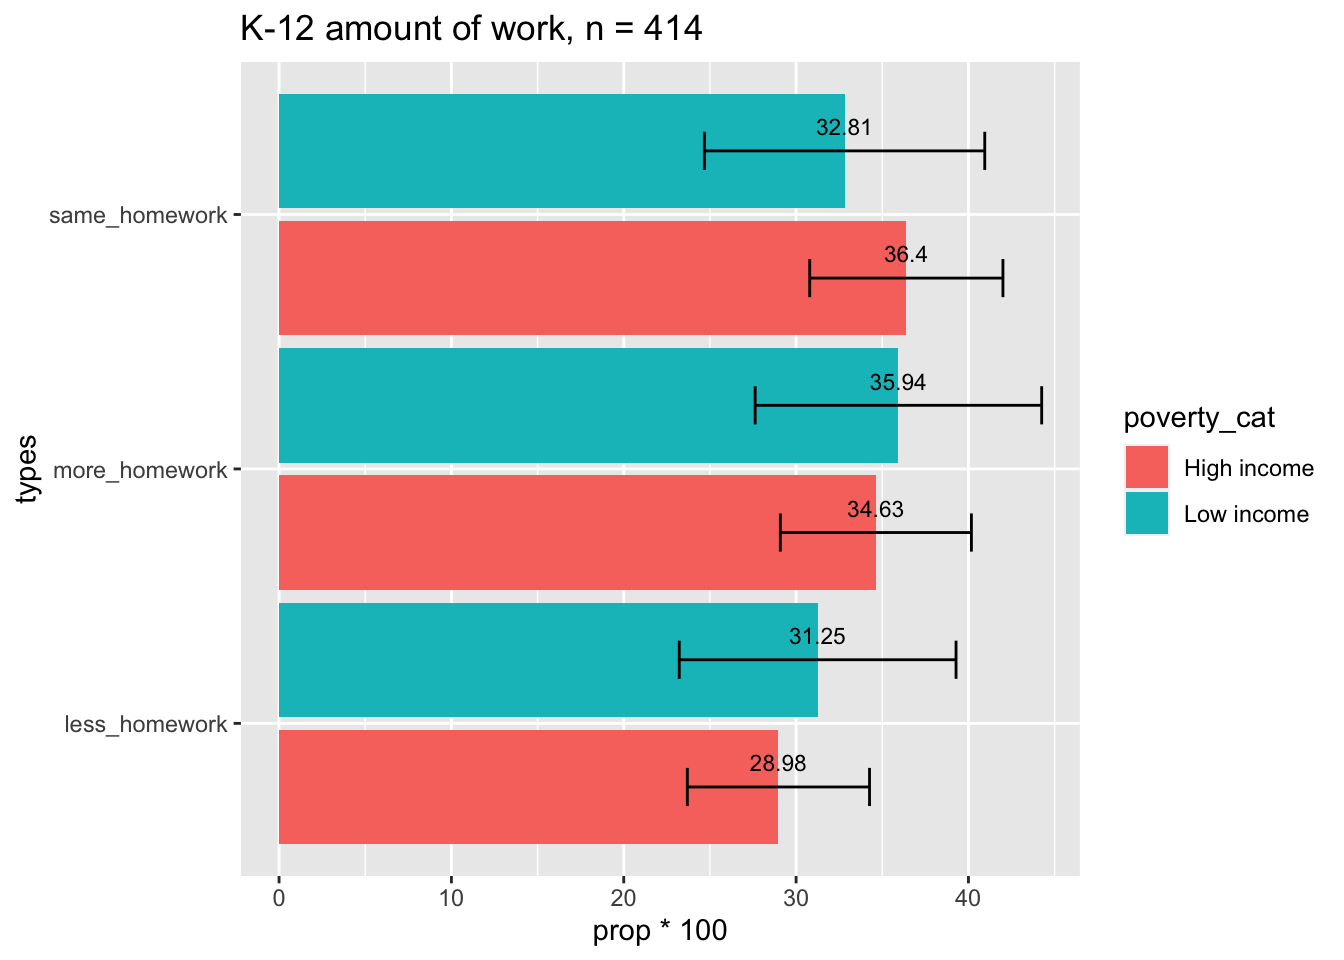 K-12 amount of work, n = 414
types
same_homework
more_homework
less_homework
32.81
36.4
35.94
34.63
31.25
28.98
0 10 20 30 40
prop * 100
poverty_cat
High income
Low income